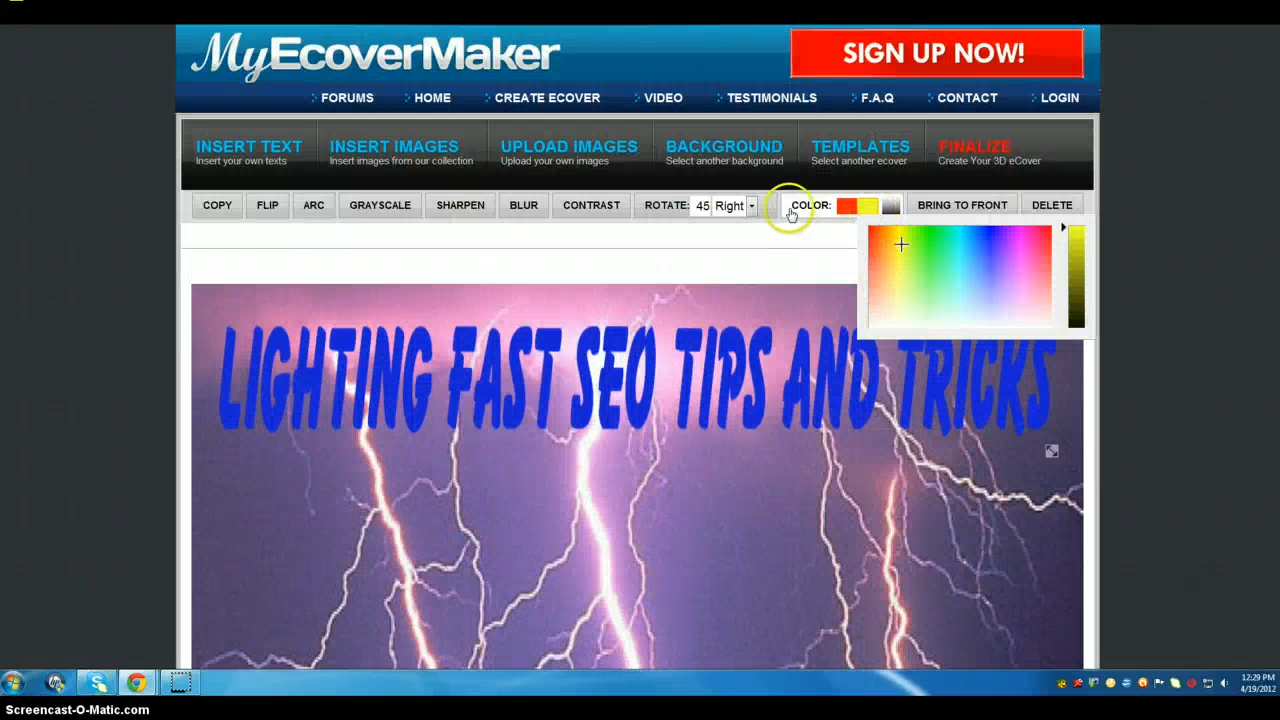 MyEcoverMaker
SIGN UP NOW!
FORUMS HOME CREATE ECOVER VIDEO TESTIMONIALS F.A.Q CONTACT LOGIN
INSERT TEXT INSERT IMAGES UPLOAD IMAGES BACKGROUND TEMPLATES FINALIZE
Insert your own texts Insert images from our collection Upload your own images Select another background Select another ecover Create Your 3D eCover
COPY FLIP ARC GRAYSCALE SHARPEN BLUR CONTRAST ROTATE: 45 Right COLOR: BRING TO FRONT DELETE
LIGHTING FAST SEO TIPS AND TRICKS
12:29 PM
4/19/2012
Screencast-O-Matic.com